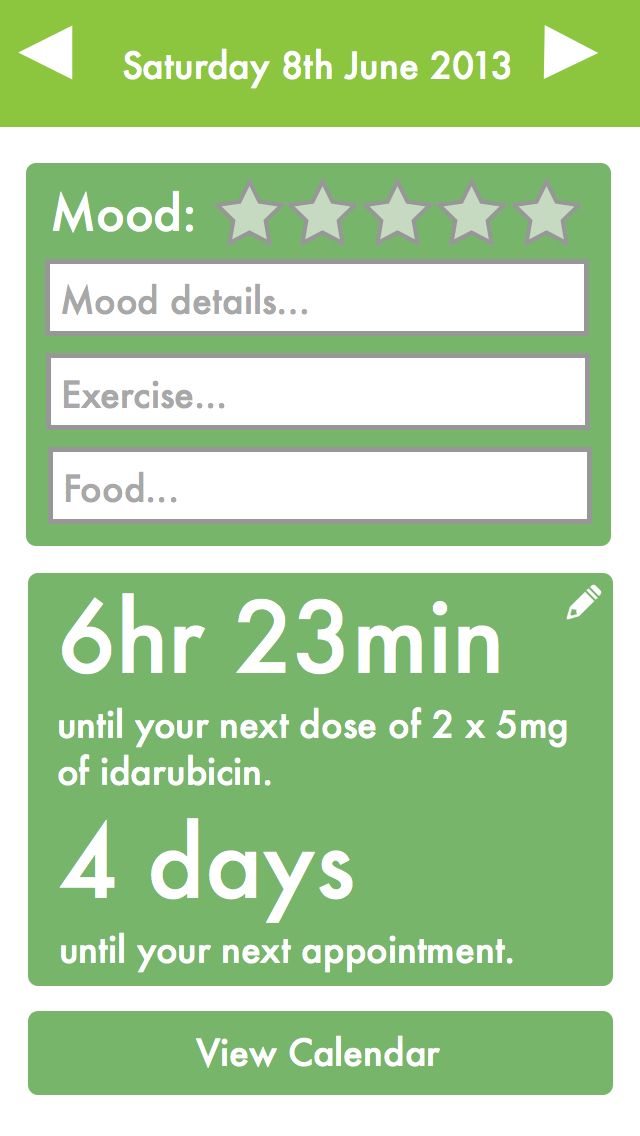 Saturday 8th June 2013
Mood:
Mood details...
Exercise...
Food...
6hr 23min
until your next dose of 2 x 5mg
of idarubicin.
4 days
until your next appointment.
View Calendar